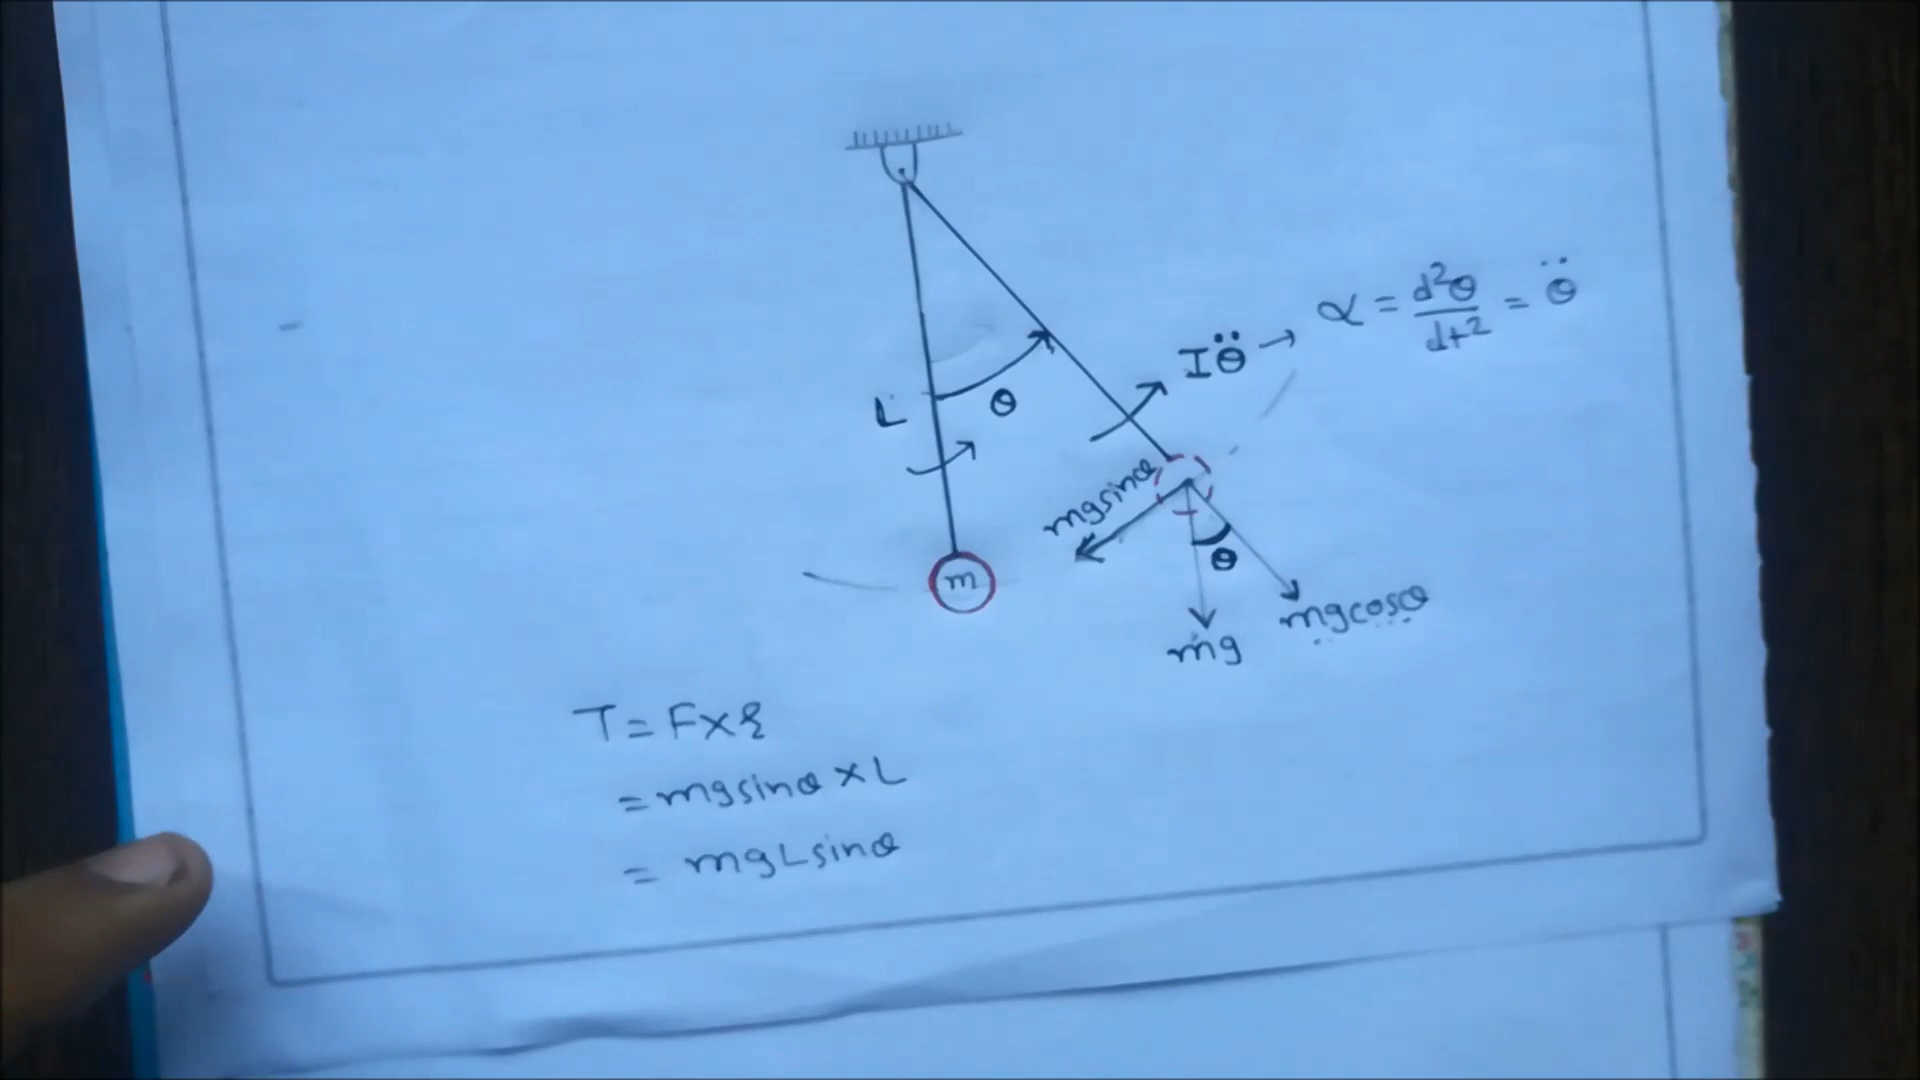 L
θ
Iθ̈ → α = d²θ/dt² = θ̈
mgsinθ
θ
mgcosθ
mg
m
T = F×r
= mgsinθ × L
= mgLsinθ